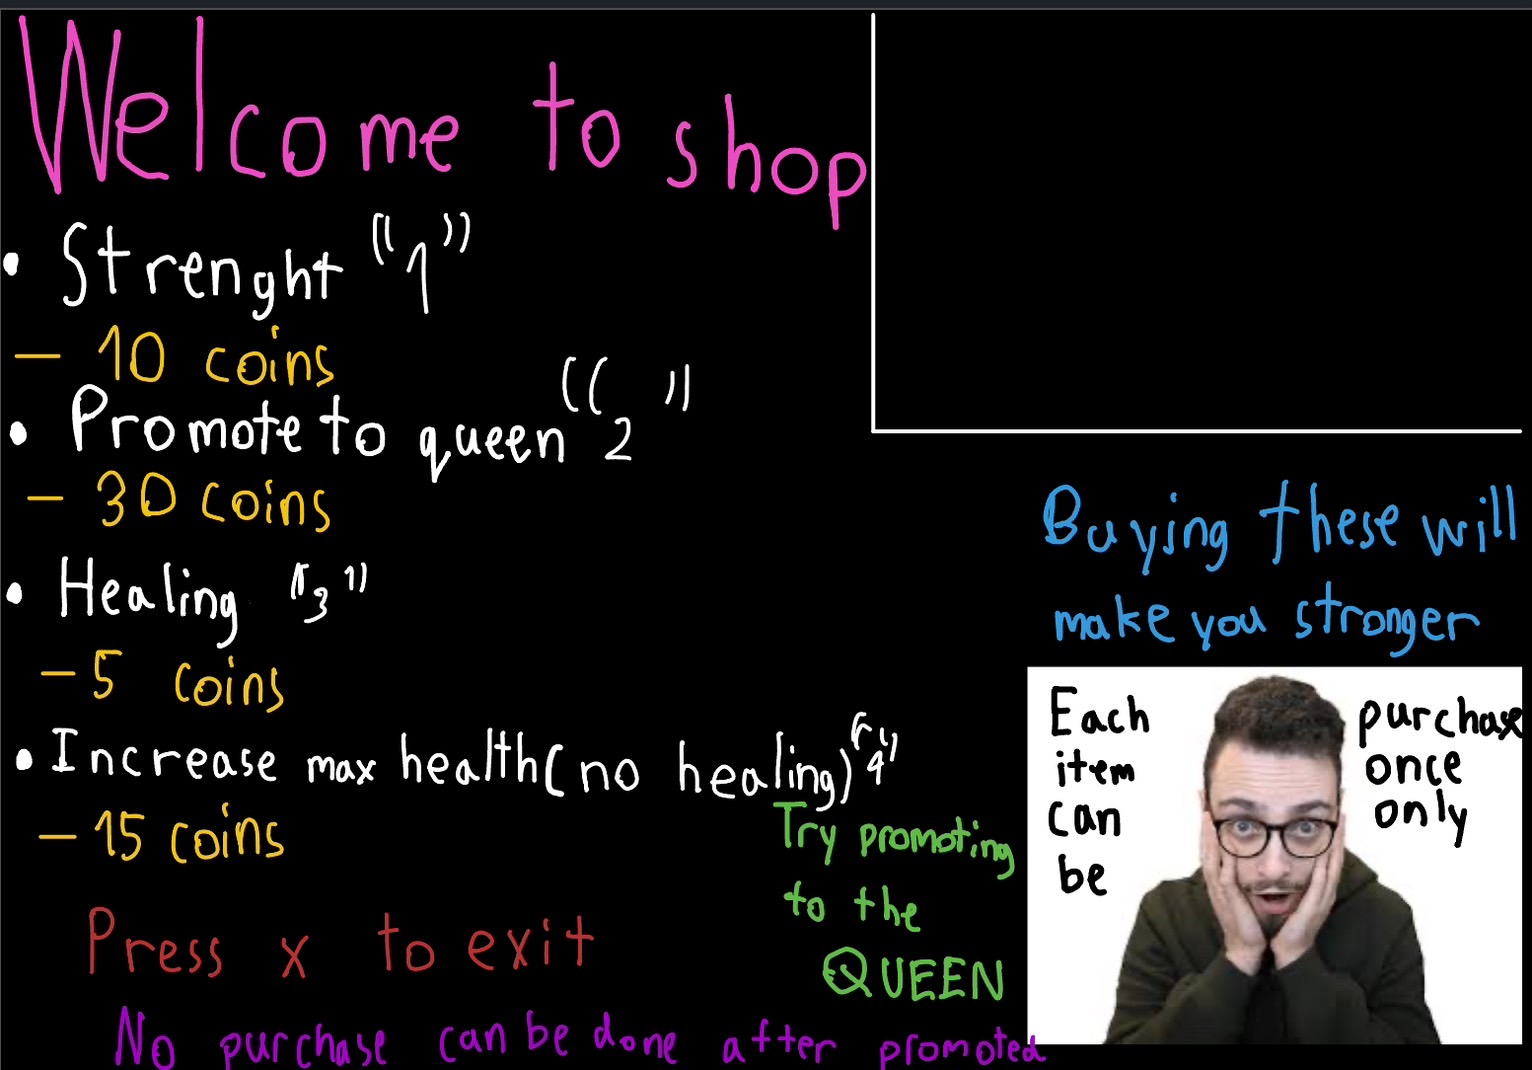 Welcome to shop
• Strenght "1"
- 10 coins
• Promote to queen "2"
- 30 coins
• Healing "3"
- 5 coins
• Increase max health(no healing)"4"
- 15 coins
Press x to exit
Try promoting
to the
QUEEN
No purchase can be done after promoted
Buying these will
make you stronger
Each
item
can
be
purchase
once
only